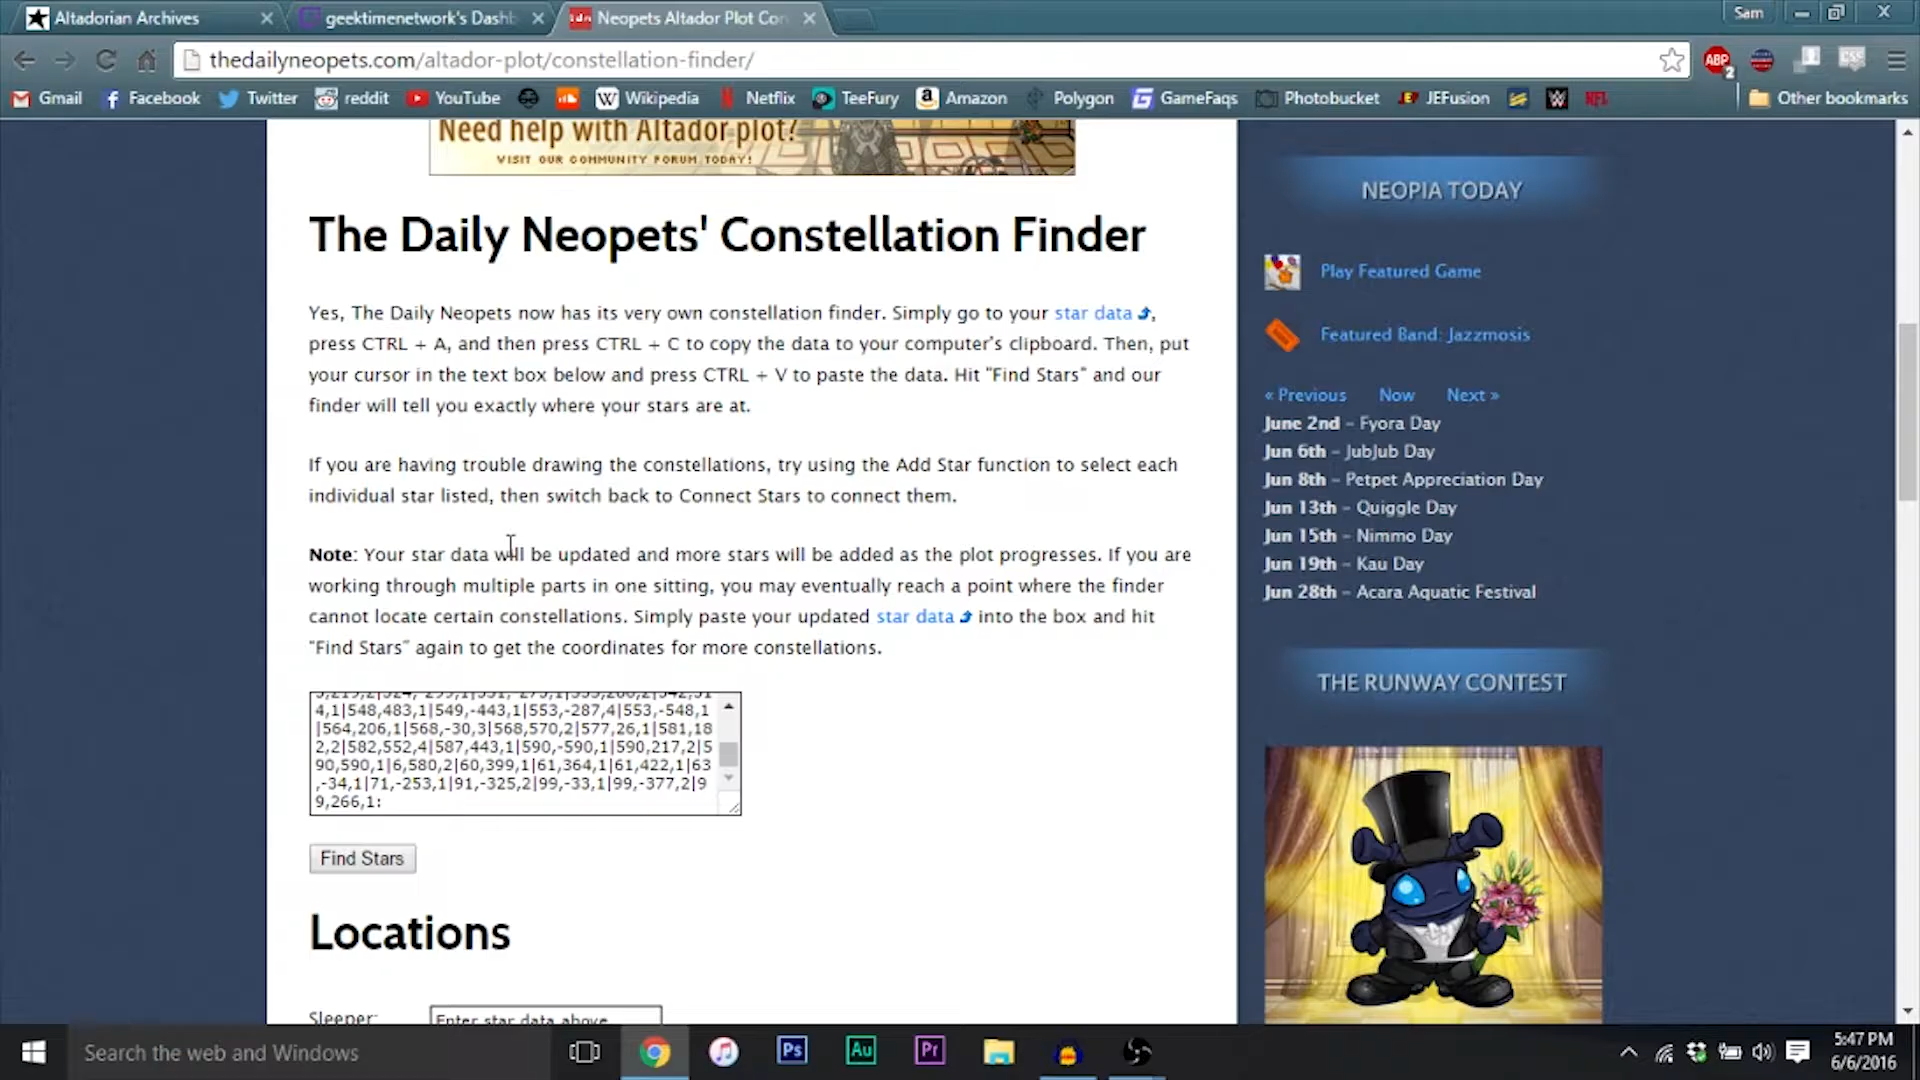 Altadorian Archives
geektimenetwork's Dashb
Neopets Altador Plot Con
Sam
thedailyneopets.com/altador-plot/constellation-finder/
ABP
2
CSS
Gmail
Facebook
Twitter
reddit
YouTube
Wikipedia
Netflix
TeeFury
Amazon
Polygon
GameFaqs
Photobucket
JEFusion
NFL
Other bookmarks
Need help with Altador plot?
VISIT OUR COMMUNITY FORUM TODAY!
The Daily Neopets' Constellation Finder
Yes, The Daily Neopets now has its very own constellation finder. Simply go to your star data,
press CTRL + A, and then press CTRL + C to copy the data to your computer's clipboard. Then, put
your cursor in the text box below and press CTRL + V to paste the data. Hit "Find Stars" and our
finder will tell you exactly where your stars are at.
If you are having trouble drawing the constellations, try using the Add Star function to select each
individual star listed, then switch back to Connect Stars to connect them.
Note: Your star data will be updated and more stars will be added as the plot progresses. If you are
working through multiple parts in one sitting, you may eventually reach a point where the finder
cannot locate certain constellations. Simply paste your updated star data into the box and hit
"Find Stars" again to get the coordinates for more constellations.
4,1|548,483,1|549,-443,1|553,-287,4|553,-548,1
|564,206,1|568,-30,3|568,570,2|577,26,1|581,18
2,2|582,552,4|587,443,1|590,-590,1|590,217,2|5
90,590,1|6,580,2|60,399,1|61,364,1|61,422,1|63
,-34,1|71,-253,1|91,-325,2|99,-33,1|99,-377,2|9
9,266,1:
Find Stars
Locations
Sleeper:
Enter star data above
NEOPIA TODAY
Play Featured Game
Featured Band: Jazzmosis
« Previous Now Next »
June 2nd – Fyora Day
Jun 6th – JubJub Day
Jun 8th – Petpet Appreciation Day
Jun 13th – Quiggle Day
Jun 15th – Nimmo Day
Jun 19th – Kau Day
Jun 28th – Acara Aquatic Festival
THE RUNWAY CONTEST
Search the web and Windows
Ps
Au
Pr
5:47 PM
6/6/2016